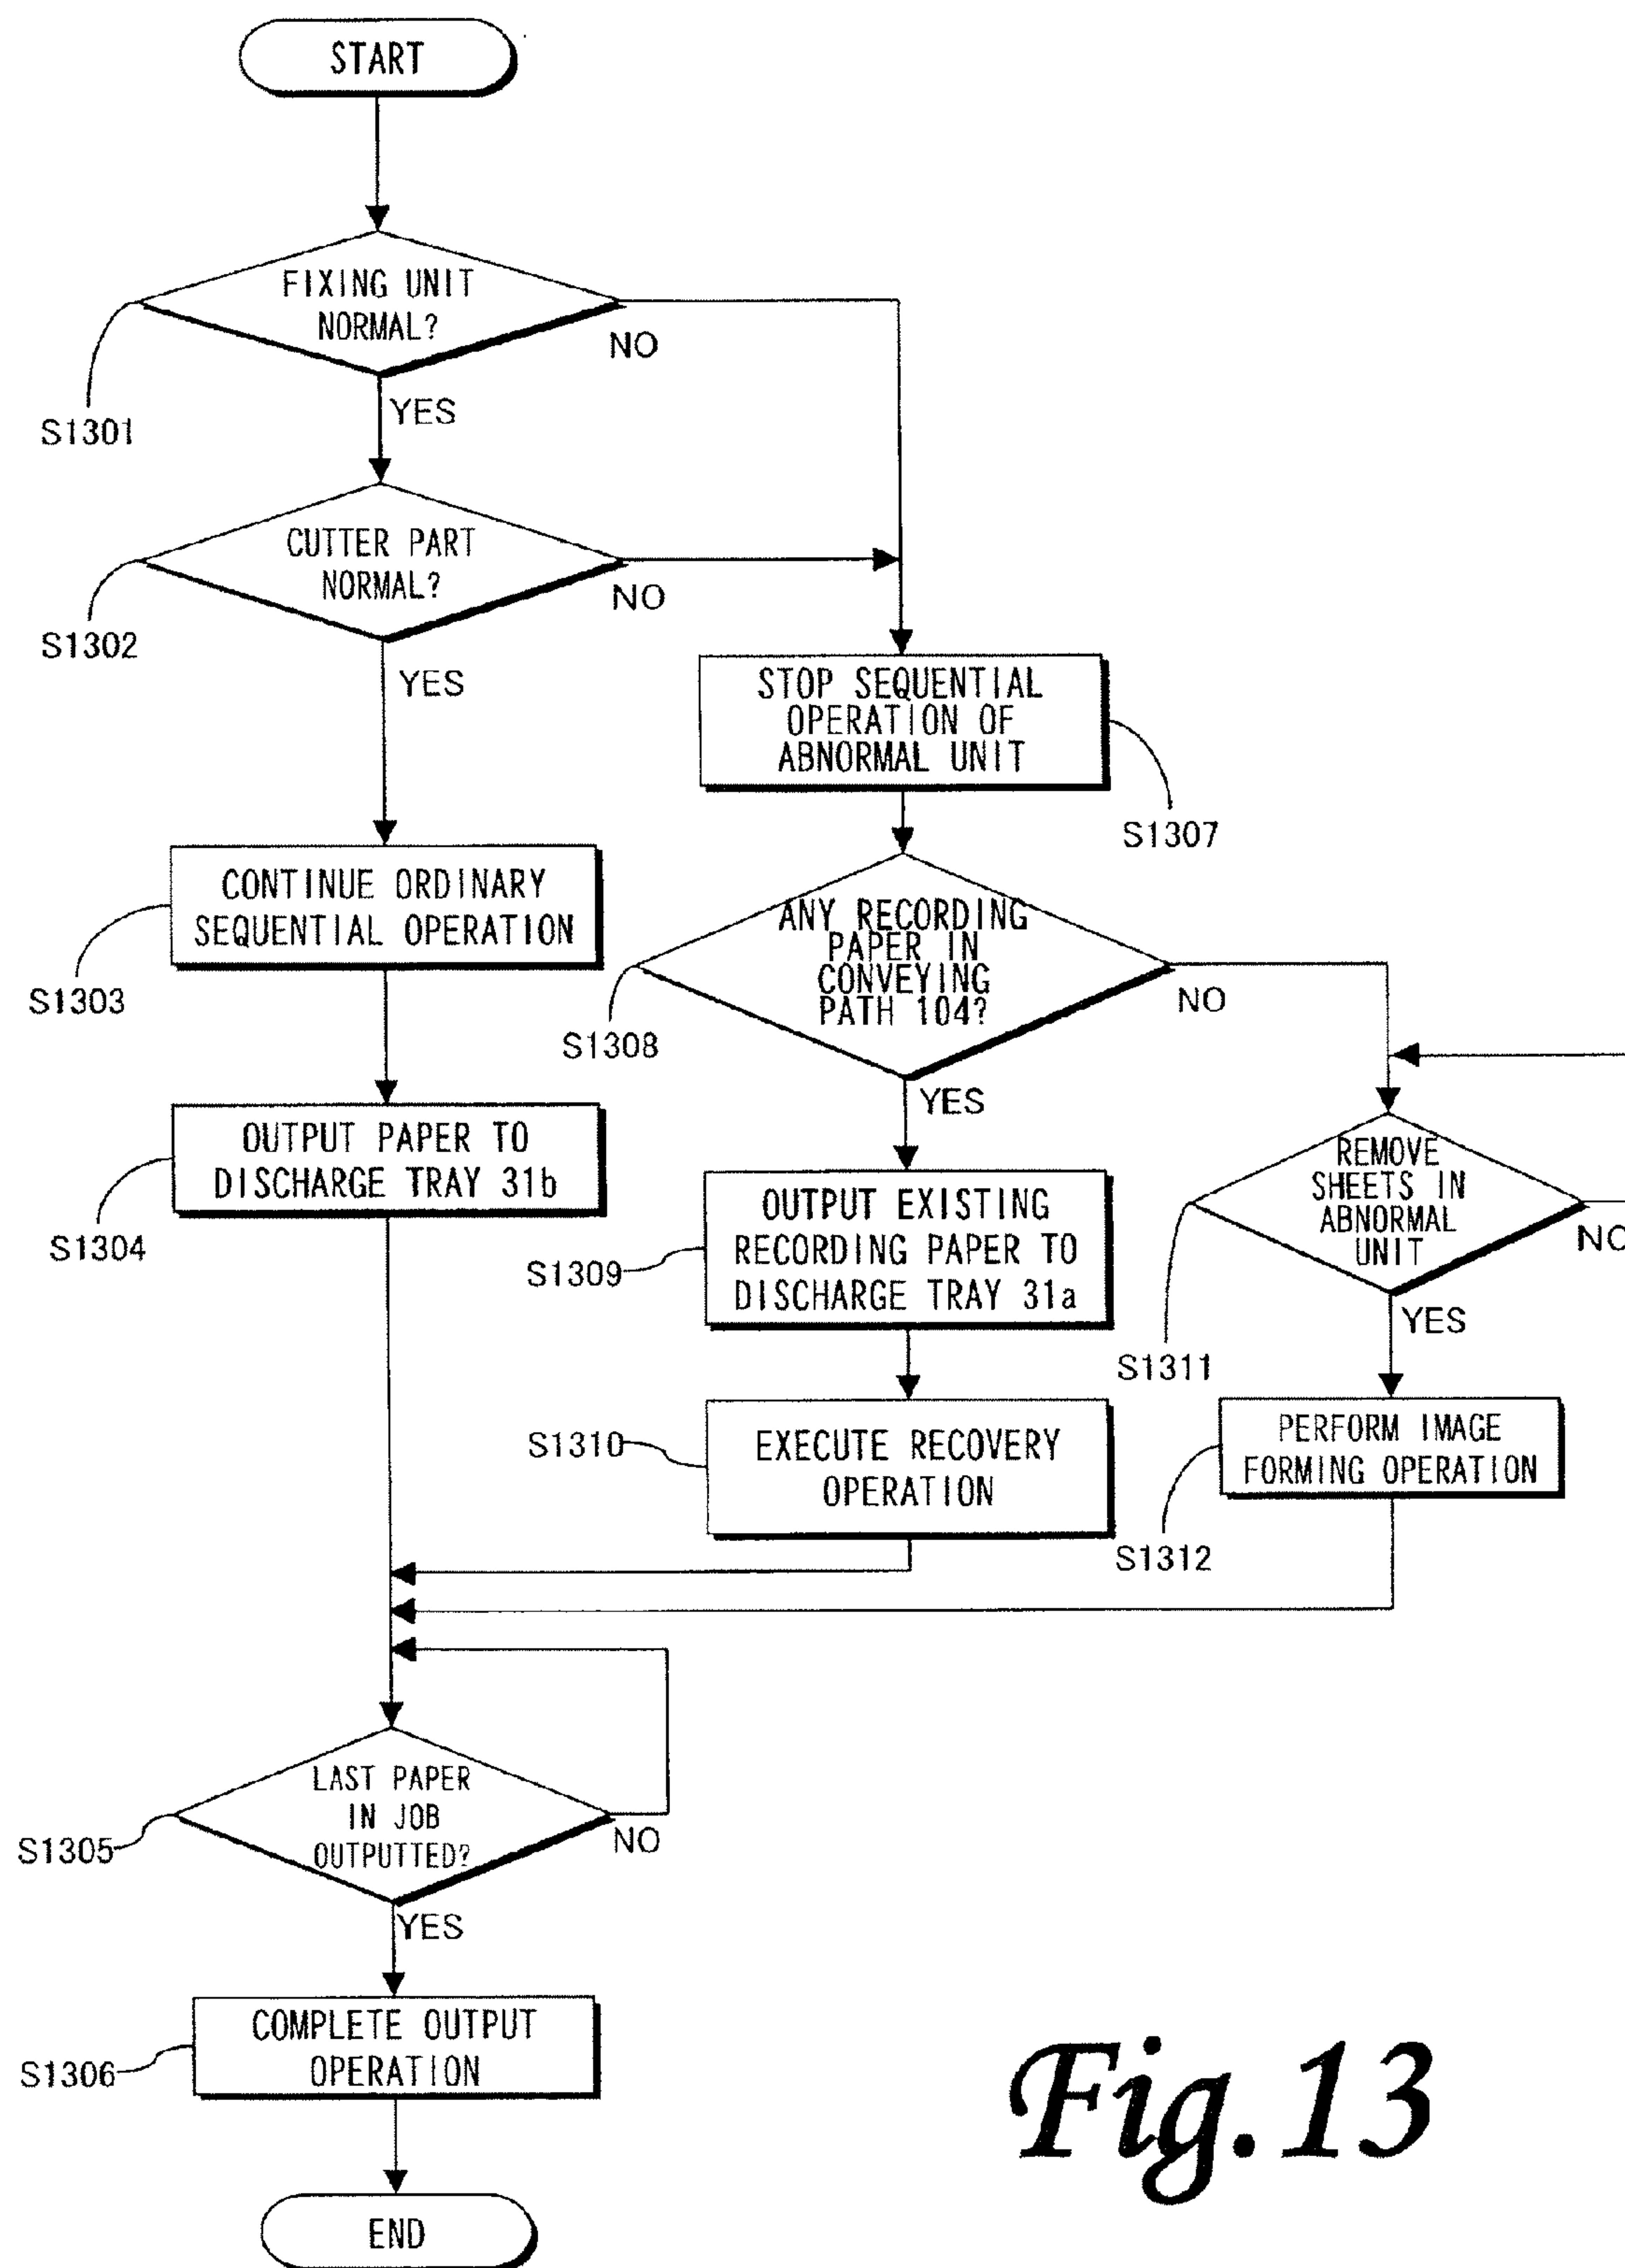 START
FIXING UNIT
NORMAL?
NO
S1301
YES
CUTTER PART
NORMAL?
NO
S1302
YES
STOP SEQUENTIAL
OPERATION OF
ABNORMAL UNIT
S1307
CONTINUE ORDINARY
SEQUENTIAL OPERATION
S1303
ANY RECORDING
PAPER IN
CONVEYING
PATH 104?
NO
S1308
YES
OUTPUT PAPER TO
DISCHARGE TRAY 31b
S1304
OUTPUT EXISTING
RECORDING PAPER TO
DISCHARGE TRAY 31a
S1309
REMOVE
SHEETS IN
ABNORMAL
UNIT
NO
S1311
YES
EXECUTE RECOVERY
OPERATION
S1310
PERFORM IMAGE
FORMING OPERATION
S1312
LAST PAPER
IN JOB
OUTPUTTED?
NO
S1305
YES
COMPLETE OUTPUT
OPERATION
S1306
END
Fig.13